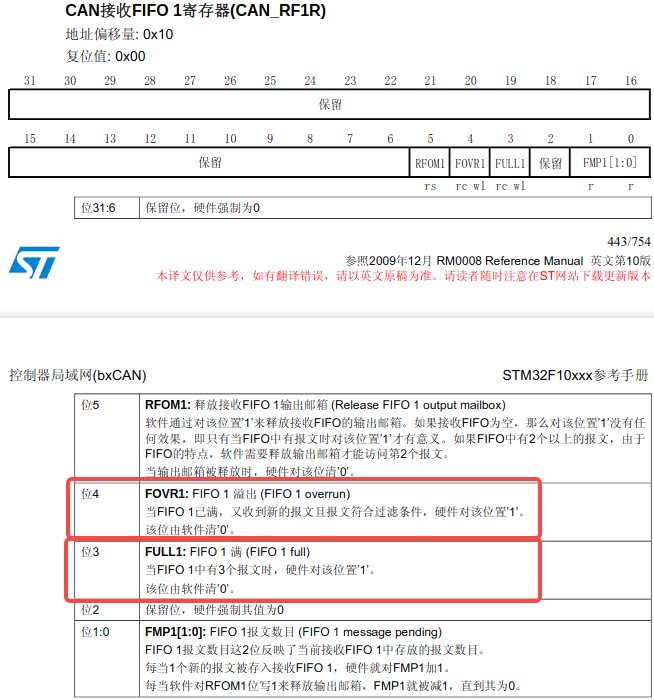 CAN接收FIFO 1寄存器(CAN_RF1R)
地址偏移量: 0x10
复位值: 0x00
31 30 29 28 27 26 25 24 23 22 21 20 19 18 17 16
保留
15 14 13 12 11 10 9 8 7 6 5 4 3 2 1 0
保留 RFOM1 FOVR1 FULL1 保留 FMP1[1:0]
rs rc w1 rc w1 r r
位31:6 保留位，硬件强制为0
443/754
参照2009年12月 RM0008 Reference Manual 英文第10版
本译文仅供参考，如有翻译错误，请以英文原稿为准。请读者随时注意在ST网站下载更新版本
ST
控制器局域网(bxCAN) STM32F10xxx参考手册
位5 RFOM1: 释放接收FIFO 1输出邮箱 (Release FIFO 1 output mailbox)
软件通过对该位置'1'来释放接收FIFO的输出邮箱。如果接收FIFO为空，那么对该位置'1'没有任
何效果，即只有当FIFO中有报文时对该位置'1'才有意义。如果FIFO中有2个以上的报文，由于
FIFO的特点，软件需要释放输出邮箱才能访问第2个报文。
当输出邮箱被释放时，硬件对该位清'0'。
位4 FOVR1: FIFO 1 溢出 (FIFO 1 overrun)
当FIFO 1已满，又收到新的报文且报文符合过滤条件，硬件对该位置'1'。
该位由软件清'0'。
位3 FULL1: FIFO 1 满 (FIFO 1 full)
当FIFO 1中有3个报文时，硬件对该位置'1'。
该位由软件清'0'。
位2 保留位，硬件强制其值为0
位1:0 FMP1[1:0]: FIFO 1报文数目 (FIFO 1 message pending)
FIFO 1报文数目这2位反映了当前接收FIFO 1中存放的报文数目。
每当1个新的报文被存入接收FIFO 1，硬件就对FMP1加1。
每当软件对RFOM1位写1来释放输出邮箱，FMP1就被减1，直到其为0。